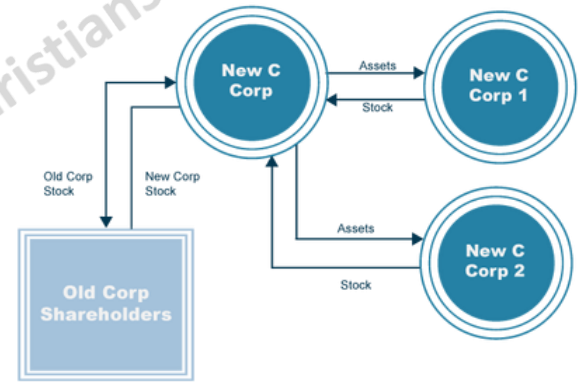 New C
Corp
Assets
Stock
New C
Corp 1
Old Corp
Stock
New Corp
Stock
Assets
Stock
New C
Corp 2
Old Corp
Shareholders